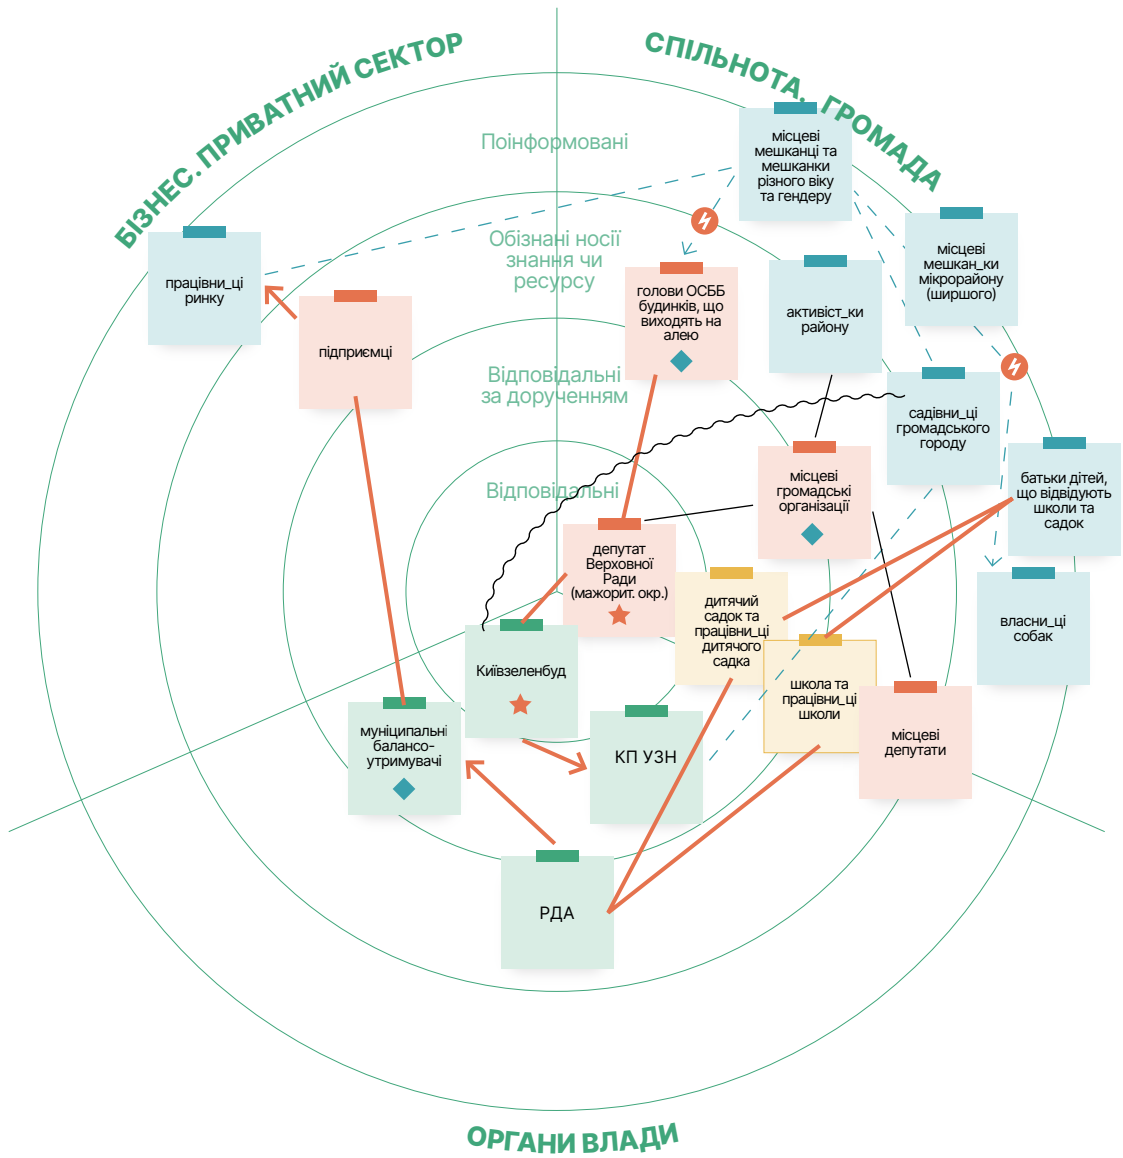 БІЗНЕС. ПРИВАТНИЙ СЕКТОР
СПІЛЬНОТА. ГРОМАДА
Поінформовані
Обізнані носії
знання чи
ресурсу
Відповідальні
за дорученням
Відповідальні
місцеві
мешканці та
мешканки
різного віку
та гендеру
місцеві
мешкан_ки
мікрорайону
(ширшого)
працівни_ці
ринку
підприємці
голови ОСББ
будинків, що
виходять на
алею
активіст_ки
району
садівни_ці
громадського
городу
місцеві
громадські
організації
батьки дітей,
що відвідують
школи та
садок
депутат
Верховної
Ради
(мажорит. окр.)
дитячий
садок та
працівни_ці
дитячого
садка
власни_ці
собак
Київзеленбуд
школа та
працівни_ці
школи
місцеві
депутати
муніципальні
балансо-
утримувачі
КП УЗН
РДА
ОРГАНИ ВЛАДИ